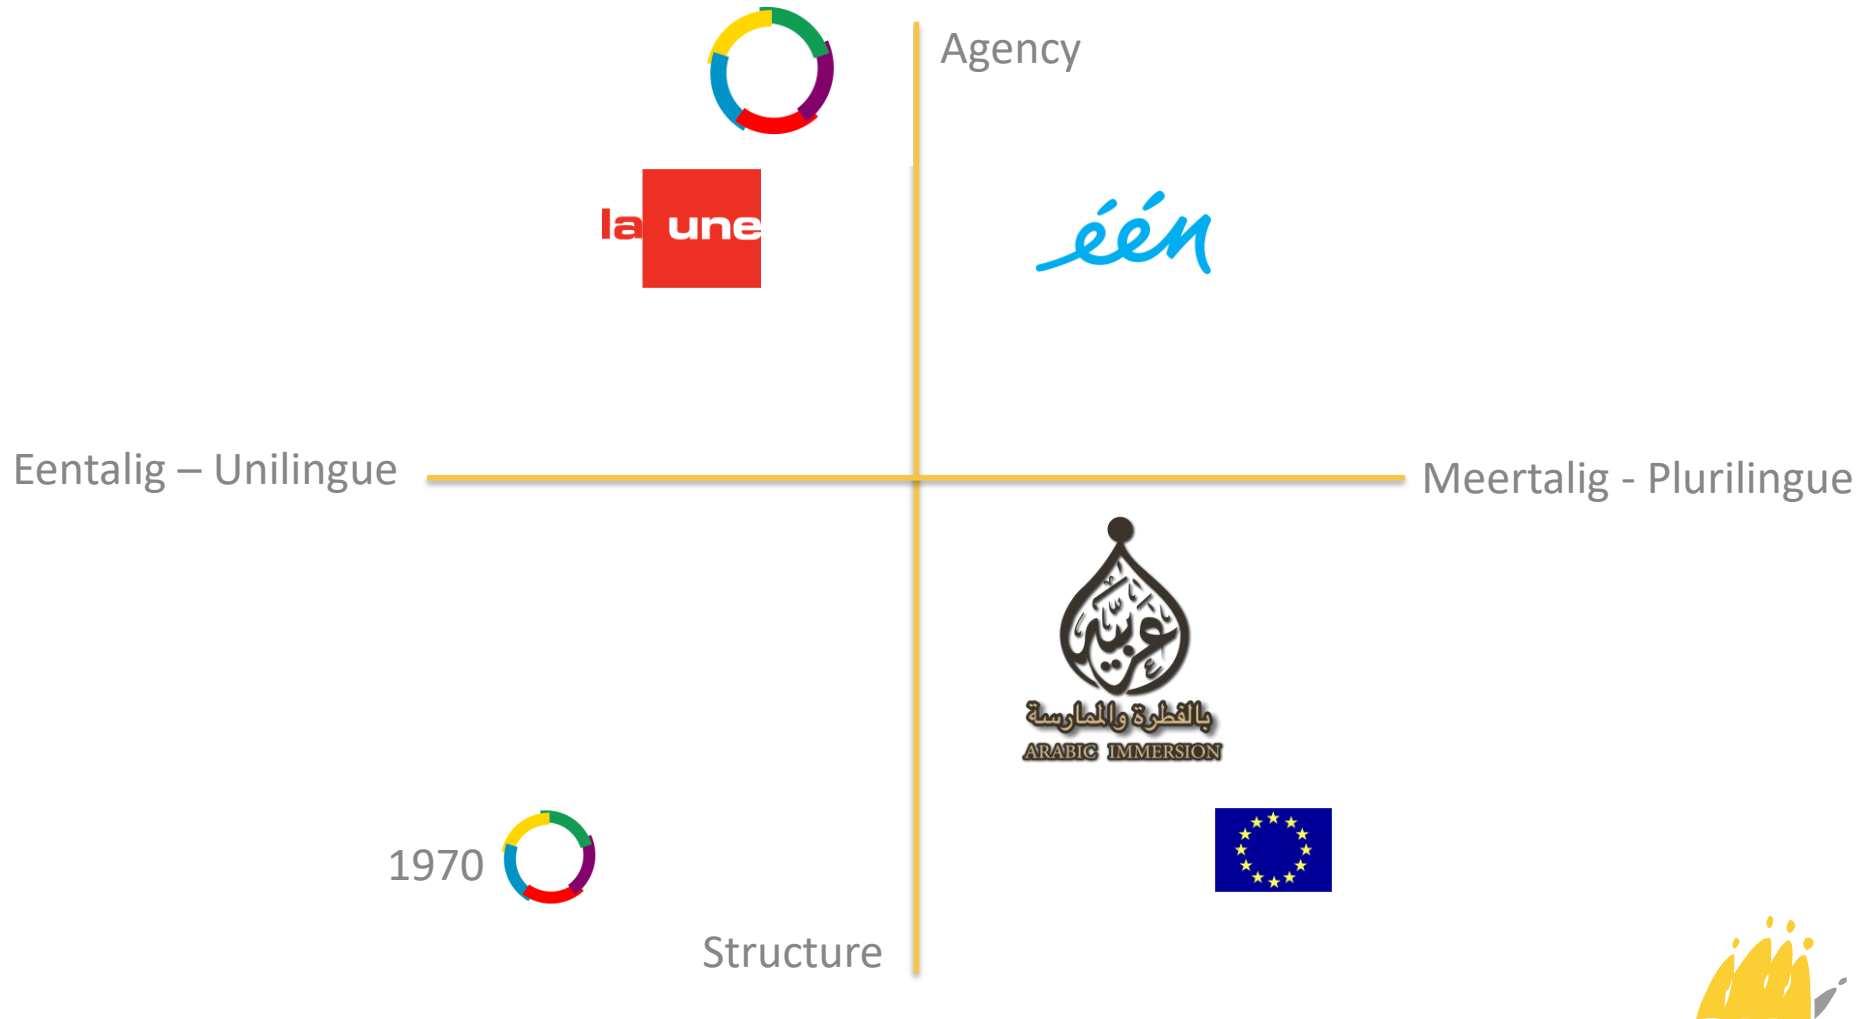 Agency
la une
één
Eentalig – Unilingue
Meertalig - Plurilingue
عربية
بالفطرة والممارسة
ARABIC IMMERSION
1970
Structure